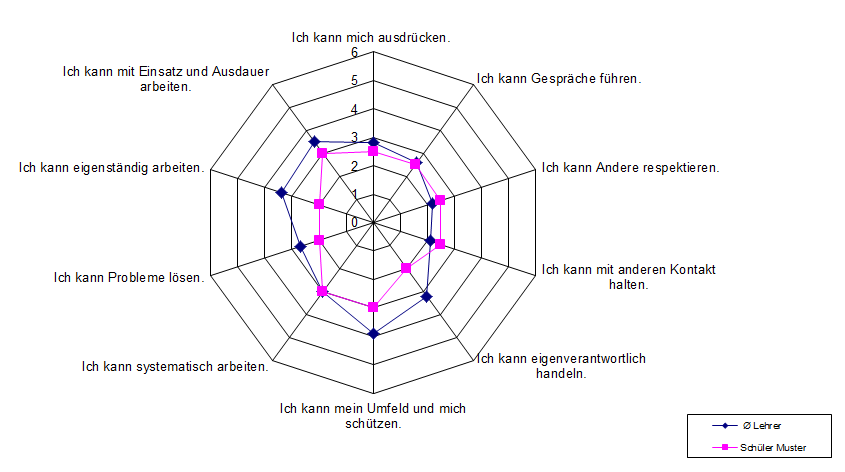 Ich kann mich ausdrücken.
6
Ich kann mit Einsatz und Ausdauer
arbeiten.
Ich kann Gespräche führen.
5
4
3
Ich kann eigenständig arbeiten.
Ich kann Andere respektieren.
2
1
0
Ich kann Probleme lösen.
Ich kann mit anderen Kontakt
halten.
Ich kann systematisch arbeiten.
Ich kann eigenverantwortlich
handeln.
Ich kann mein Umfeld und mich
schützen.
Ø Lehrer
Schüler Muster